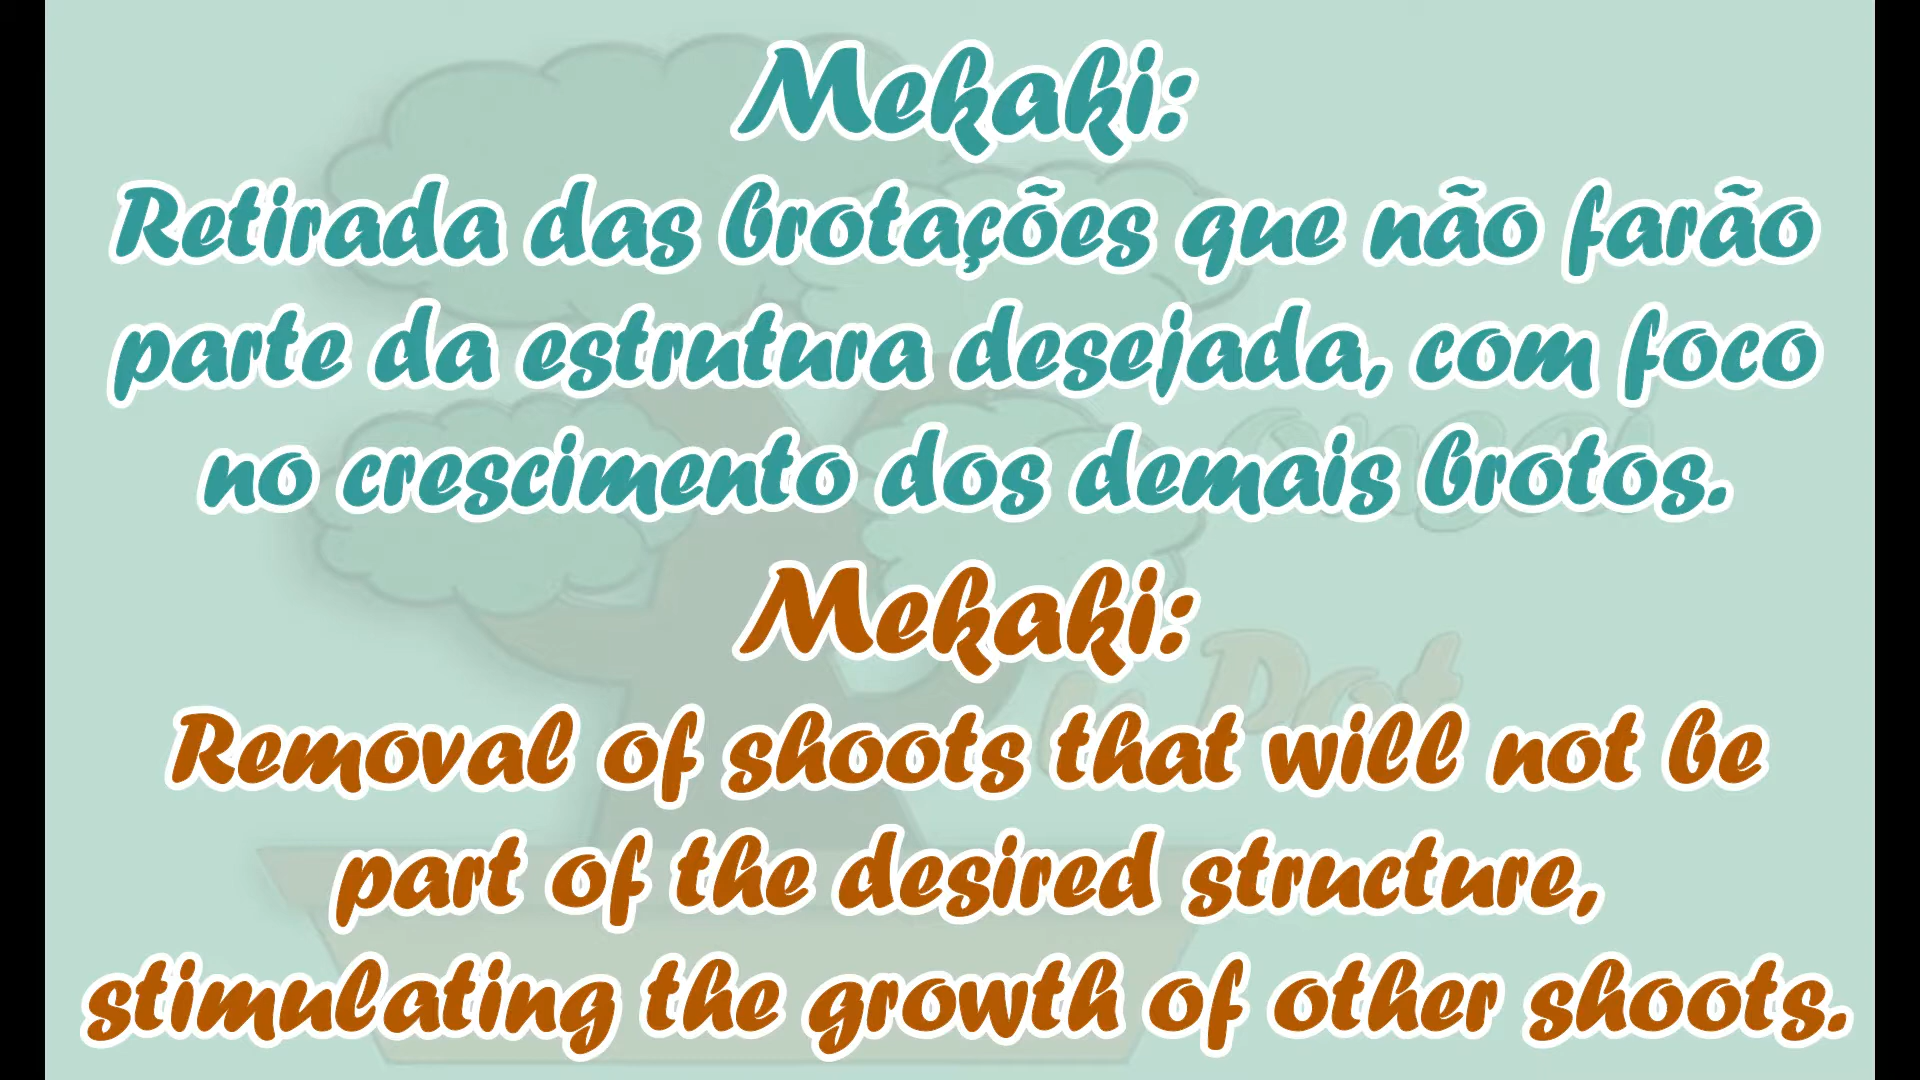 Mekaki:
Retirada das brotações que não farão
parte da estrutura desejada, com foco
no crescimento dos demais brotos.
Mekaki:
Removal of shoots that will not be
part of the desired structure,
stimulating the growth of other shoots.